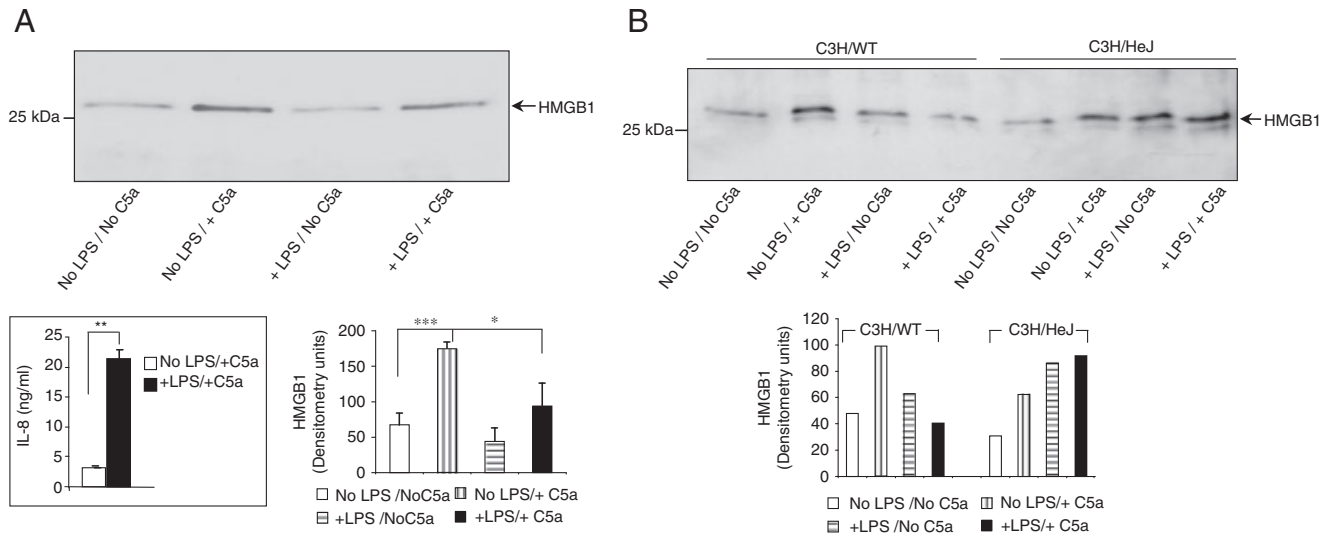 A
25 kDa
HMGB1
No LPS / No C5a
No LPS / + C5a
+ LPS / No C5a
+ LPS / + C5a
IL-8 (ng/ml)
25
20
15
10
5
0
**
No LPS/+C5a
+LPS/+C5a
HMGB1
(Densitometry units)
200
150
100
50
0
***
*
No LPS /NoC5a
No LPS/+ C5a
+LPS /NoC5a
+LPS/+ C5a
B
C3H/WT
C3H/HeJ
25 kDa
HMGB1
No LPS / No C5a
No LPS / + C5a
+ LPS / No C5a
+ LPS / + C5a
No LPS / No C5a
No LPS / + C5a
+ LPS / No C5a
+ LPS / + C5a
HMGB1
(Densitometry units)
120
100
80
60
40
20
0
C3H/WT
C3H/HeJ
No LPS /No C5a
No LPS/+ C5a
+LPS /No C5a
+LPS/+ C5a